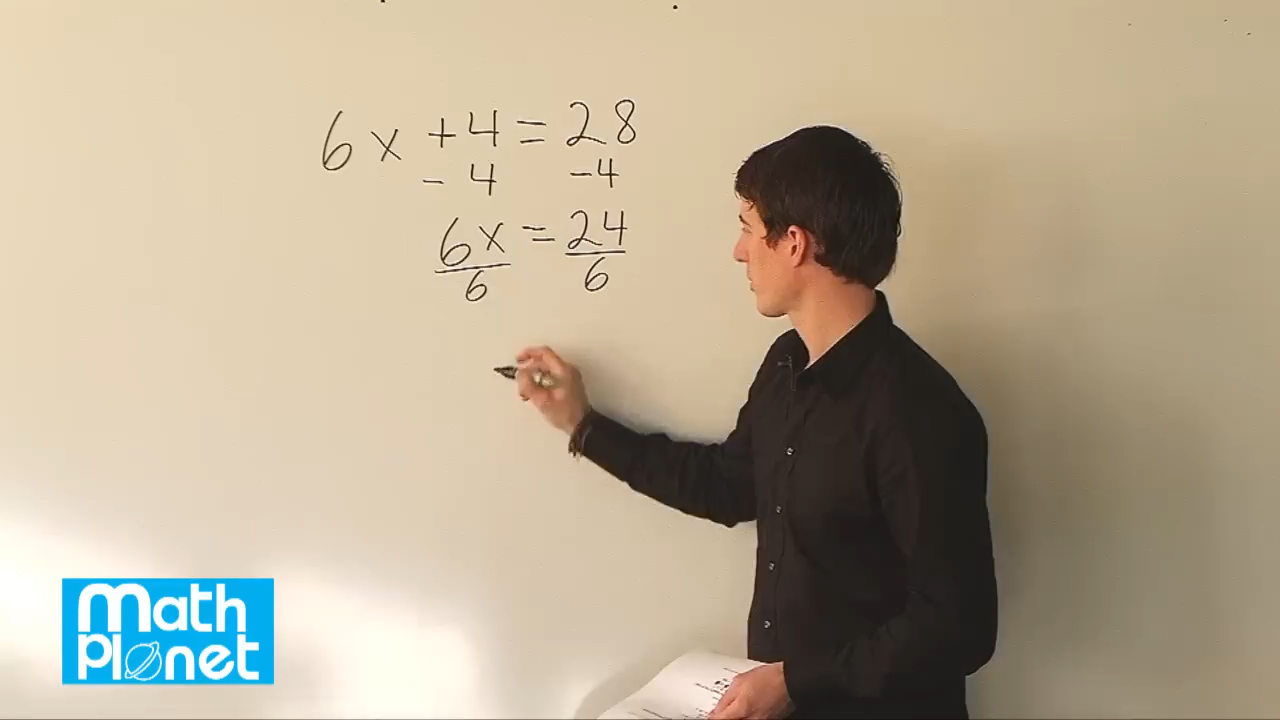 6x + 4 = 28
- 4 -4
6x = 24
6 6
Math
Planet